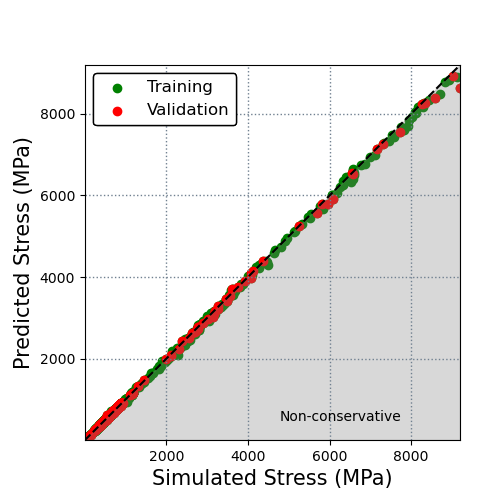 Training
Validation
8000
6000
4000
2000
Predicted Stress (MPa)
Non-conservative
2000 4000 6000 8000
Simulated Stress (MPa)